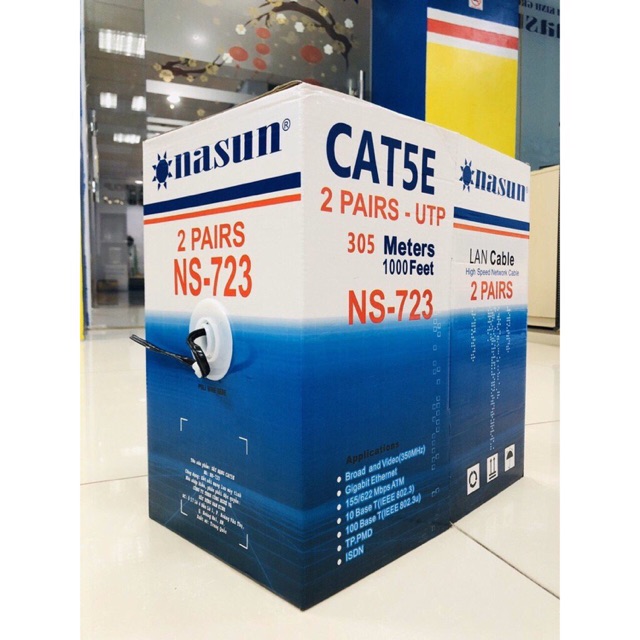 nasun®
2 PAIRS
NS-723
CAT5E
2 PAIRS - UTP
305 Meters
1000Feet
NS-723
Applications
Broad and Video(350MHz)
Gigabit Ethernet
155/622 Mbps ATM
10 Base T(IEEE 802.3)
100 Base T(IEEE 802.3u)
TP.PMD
ISDN
nasun®
LAN Cable
High Speed Network Cable
2 PAIRS